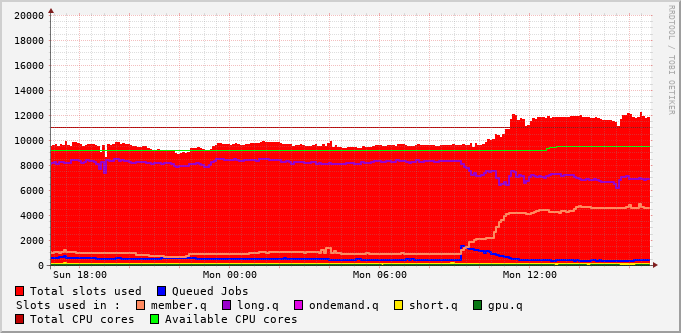 20000
18000
16000
14000
12000
10000
8000
6000
4000
2000
0
Sun 18:00 Mon 00:00 Mon 06:00 Mon 12:00
Total slots used Queued Jobs
Slots used in : member.q long.q ondemand.q short.q gpu.q
Total CPU cores Available CPU cores
RRDTOOL / TOBI OETIKER